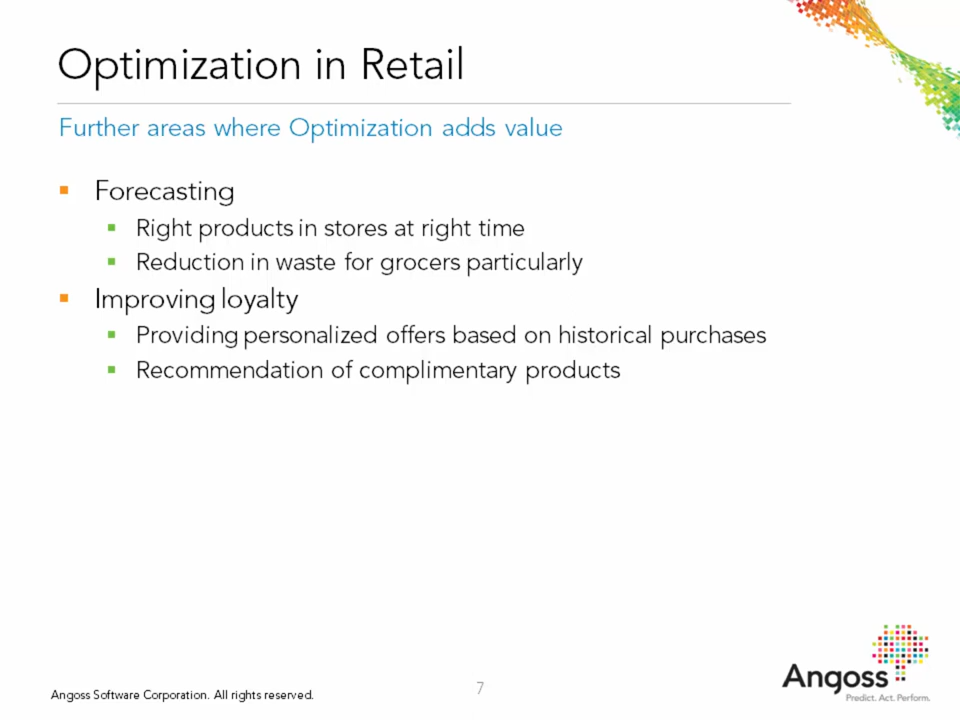 Optimization in Retail
Further areas where Optimization adds value
Forecasting
Right products in stores at right time
Reduction in waste for grocers particularly
Improving loyalty
Providing personalized offers based on historical purchases
Recommendation of complimentary products
Angoss Software Corporation. All rights reserved.
7
Angoss
Predict. Act. Perform.